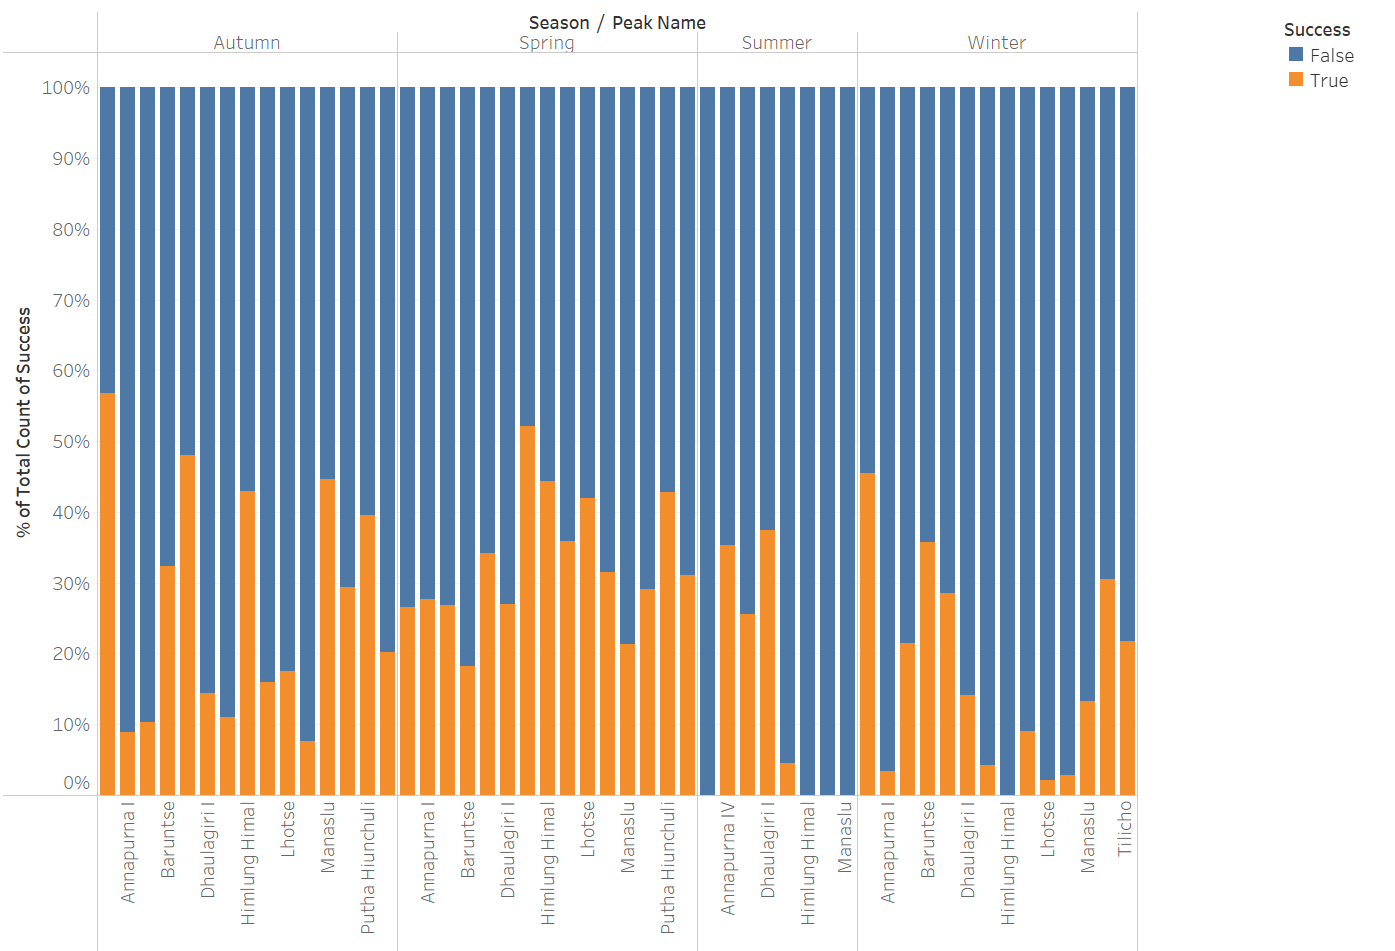 Season / Peak Name
Autumn
Spring
Summer
Winter
Success
False
True
% of Total Count of Success
100%
90%
80%
70%
60%
50%
40%
30%
20%
10%
0%
Annapurna I
Baruntse
Dhaulagiri I
Himlung Himal
Lhotse
Manaslu
Putha Hiunchuli
Annapurna I
Baruntse
Dhaulagiri I
Himlung Himal
Lhotse
Manaslu
Putha Hiunchuli
Annapurna IV
Dhaulagiri I
Himlung Himal
Manaslu
Annapurna I
Baruntse
Dhaulagiri I
Himlung Himal
Lhotse
Manaslu
Tilicho